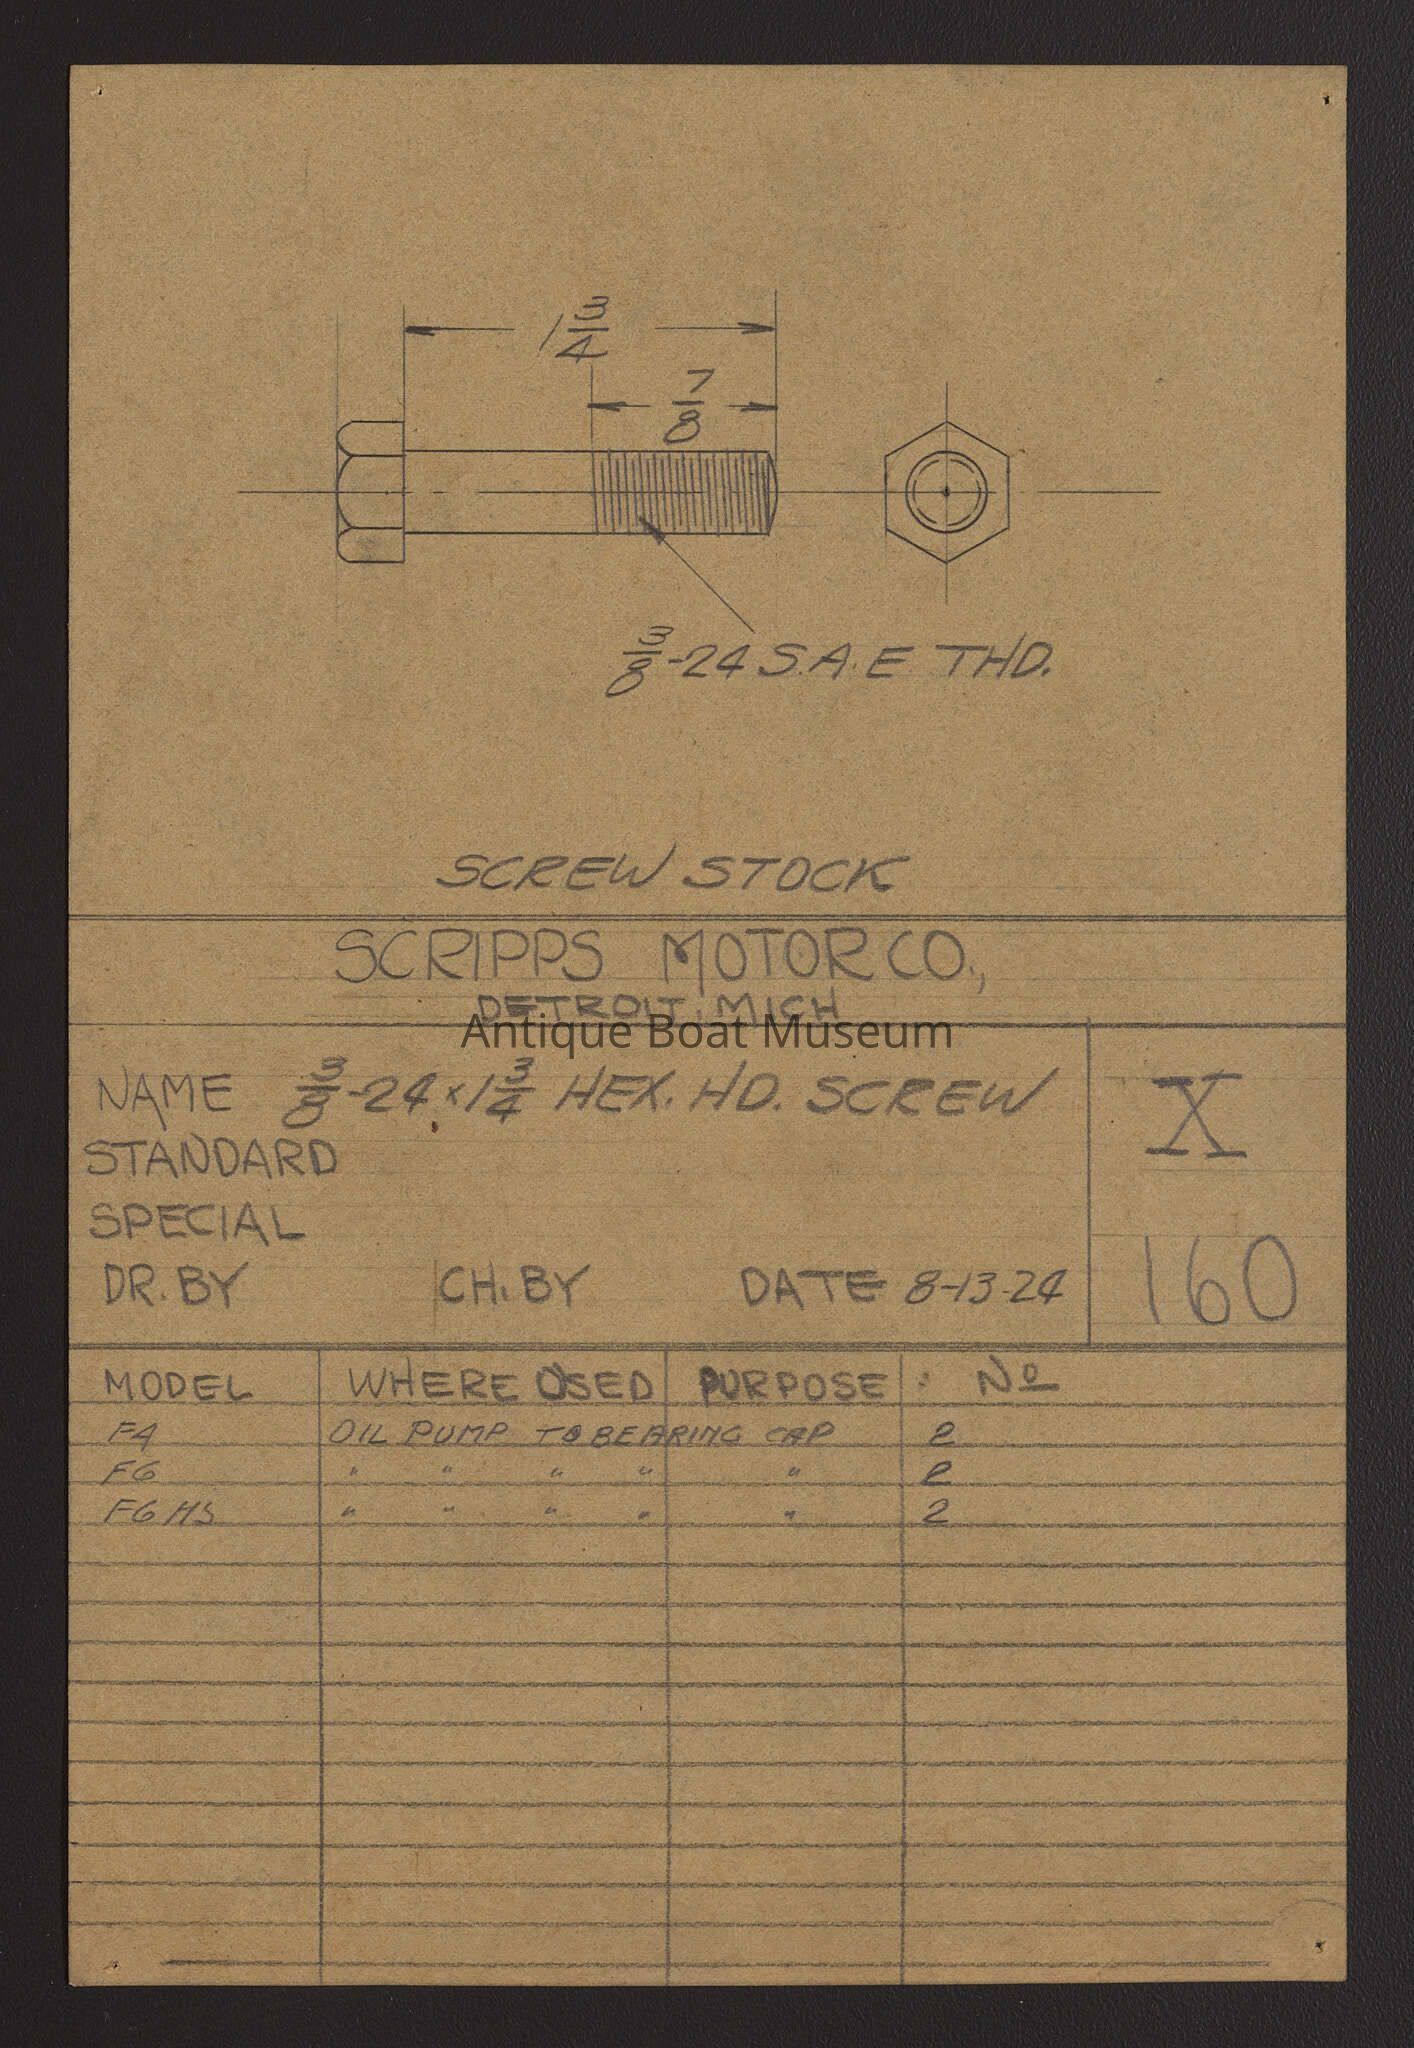 1 3/4
7/8
3/8-24 S.A.E THD.
SCREW STOCK
SCRIPPS MOTOR CO.,
DETROIT, MICH
Antique Boat Museum
NAME 3/8-24 x 1 3/4 HEX. HD. SCREW
X
STANDARD
SPECIAL
160
DR. BY CH. BY DATE 8-13-24
MODEL WHERE USED PURPOSE No
F4 OIL PUMP TO BEARING CAP 2
F6 " " " " " 2
F6 HS " " " " " 2